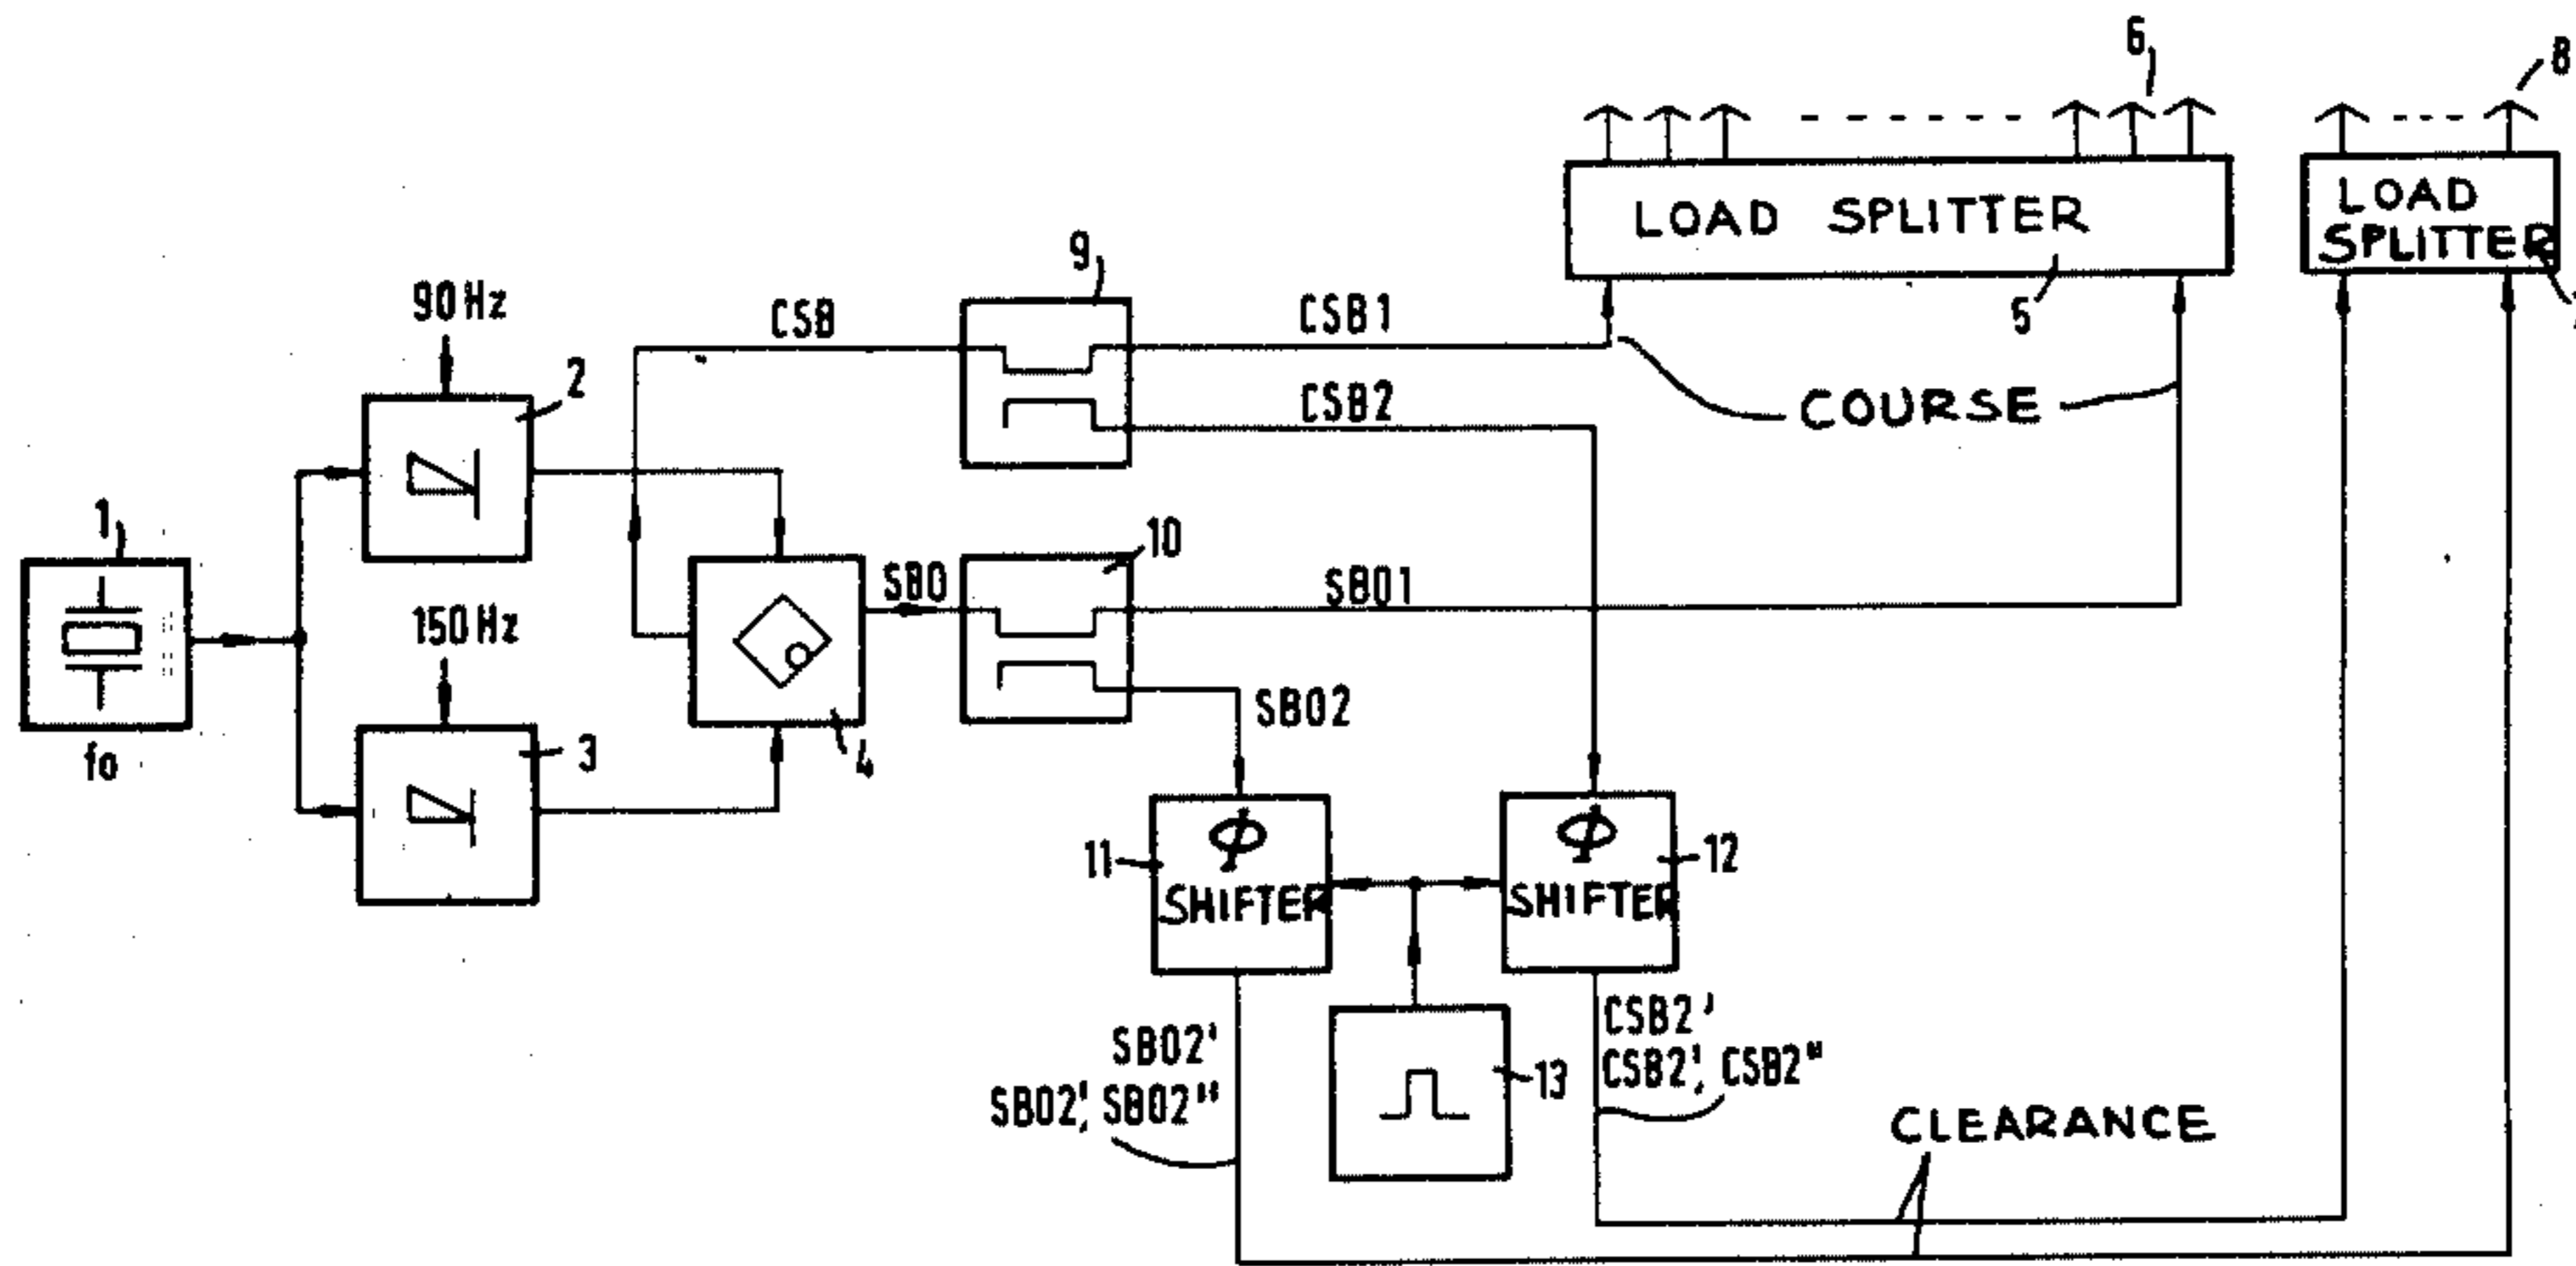 6
8
LOAD SPLITTER
LOAD
SPLITTER
9
90 Hz
CSB
CSB1
5
2
CSB2
COURSE
1
10
SBO
SBO1
150 Hz
SBO2
fo
3
4
11
Φ
SHIFTER
Φ
SHIFTER
12
SBO2'
SBO2', SBO2"
13
CSB2'
CSB2', CSB2"
CLEARANCE